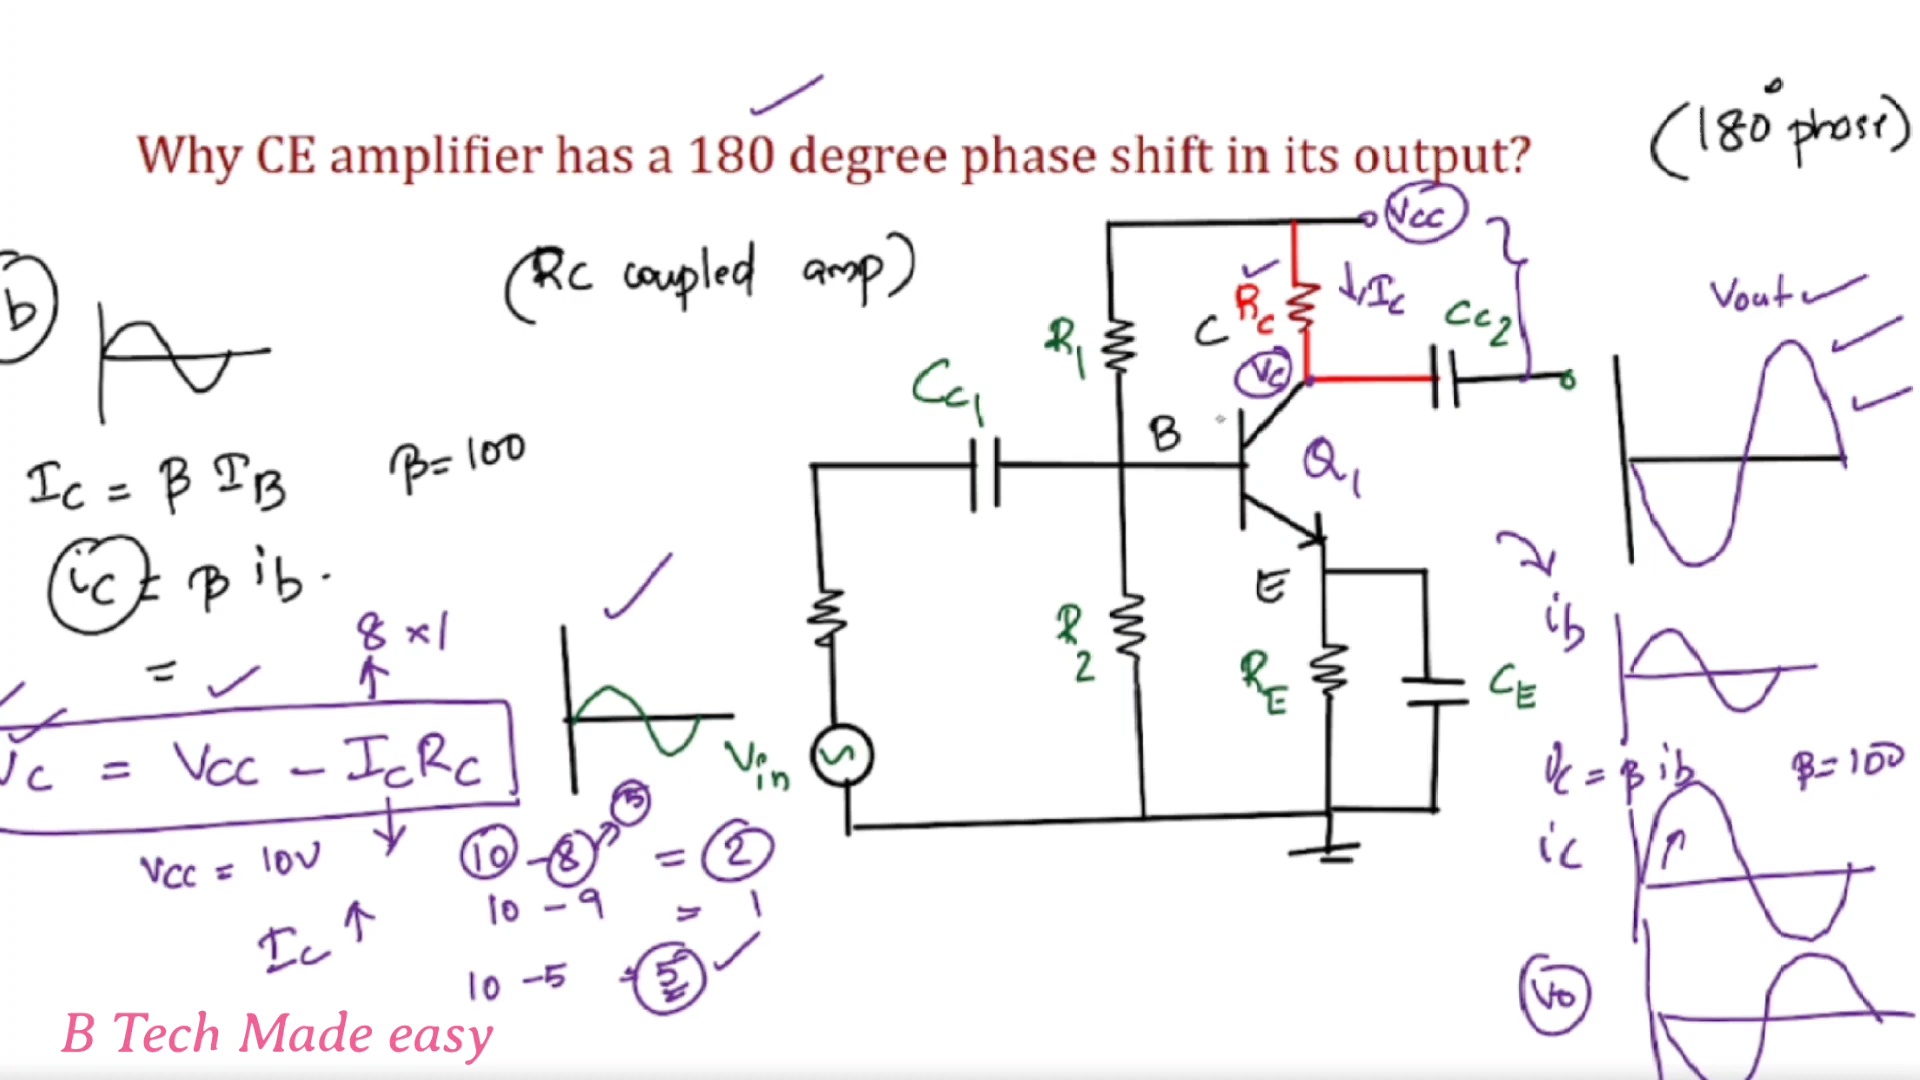 Why CE amplifier has a 180 degree phase shift in its output?
(180° phase)
(RC coupled amp)
b
IC = β IB
β = 100
ic = β ib.
=
8 × 1
VC = VCC - ICRC
VCC = 10V
IC ↑
10 - 8 = 2
5
10 - 9 = 1
10 - 5 = 5
Vin
CC1
R1
R2
B
C
RC
↓IC
VCC
VC
CC2
Q1
E
RE
CE
Vout
ib
ic = β ib
β = 100
ic
Vo
B Tech Made easy